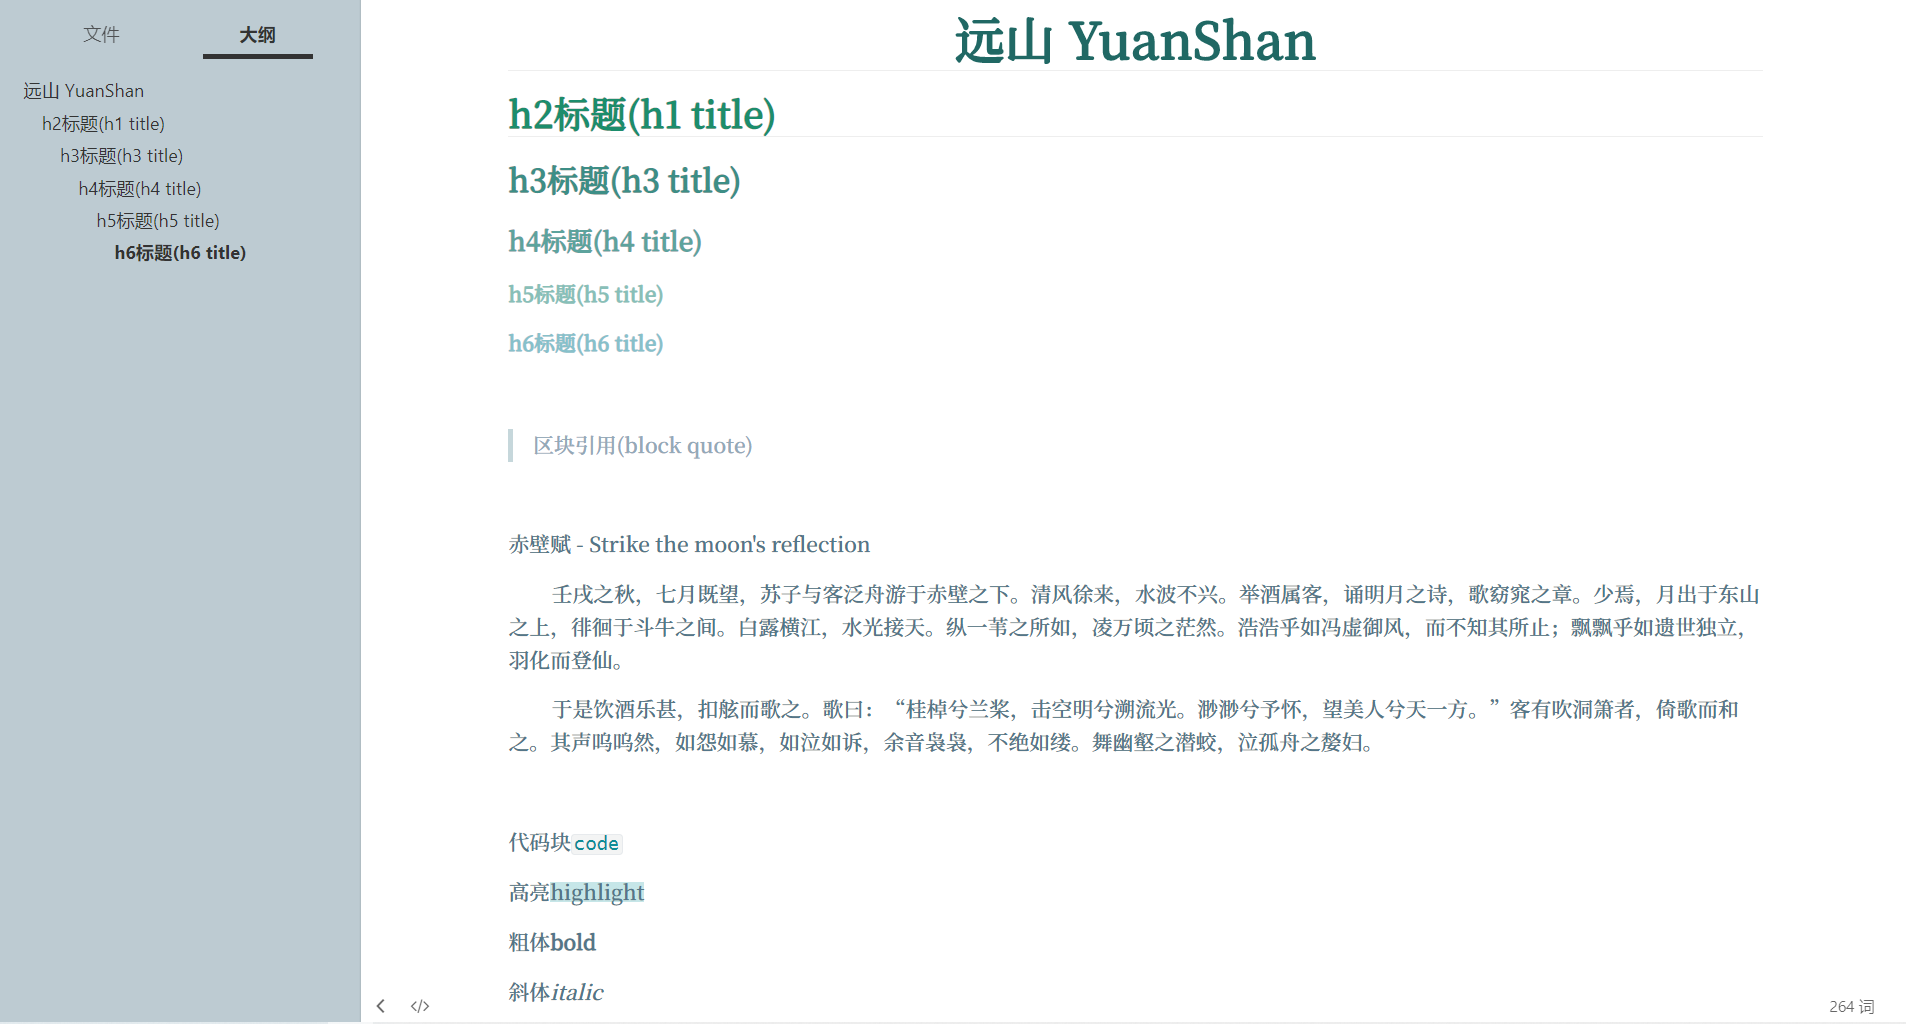 文件
大纲
远山 YuanShan
h2标题(h1 title)
h3标题(h3 title)
h4标题(h4 title)
h5标题(h5 title)
h6标题(h6 title)
远山 YuanShan
h2标题(h1 title)
h3标题(h3 title)
h4标题(h4 title)
h5标题(h5 title)
h6标题(h6 title)
区块引用(block quote)
赤壁赋 - Strike the moon's reflection
壬戌之秋，七月既望，苏子与客泛舟游于赤壁之下。清风徐来，水波不兴。举酒属客，诵明月之诗，歌窈窕之章。少焉，月出于东山
之上，徘徊于斗牛之间。白露横江，水光接天。纵一苇之所如，凌万顷之茫然。浩浩乎如冯虚御风，而不知其所止；飘飘乎如遗世独立，
羽化而登仙。
于是饮酒乐甚，扣舷而歌之。歌曰：“桂棹兮兰桨，击空明兮溯流光。渺渺兮予怀，望美人兮天一方。”客有吹洞箫者，倚歌而和
之。其声呜呜然，如怨如慕，如泣如诉，余音袅袅，不绝如缕。舞幽壑之潜蛟，泣孤舟之嫠妇。
代码块code
高亮highlight
粗体bold
斜体italic
</> 264 词